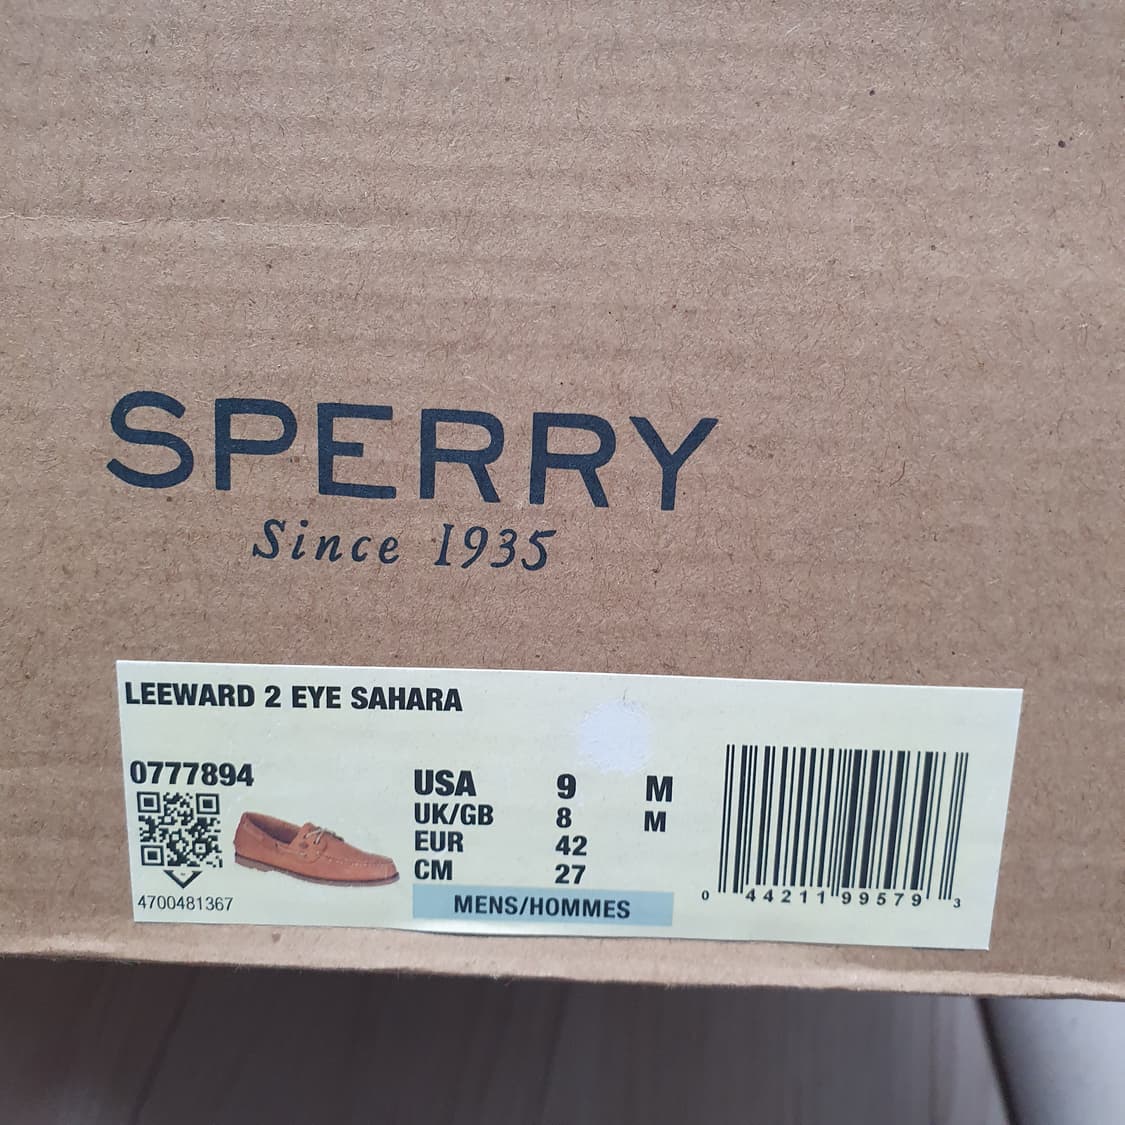 SPERRY
Since 1935
LEEWARD 2 EYE SAHARA
0777894
4700481367
USA 9 M
UK/GB 8 M
EUR 42
CM 27
MENS/HOMMES
0 44211 99579 3